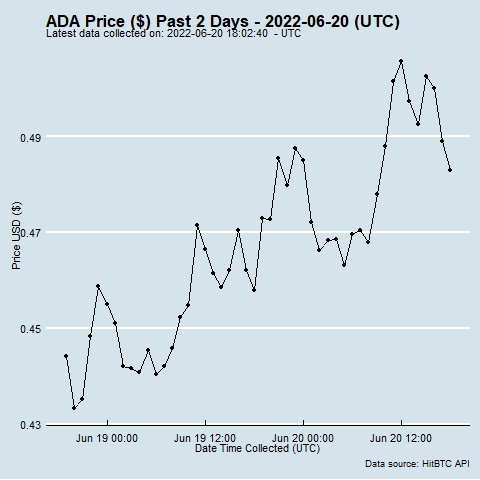 ADA Price ($) Past 2 Days - 2022-06-20 (UTC)
Latest data collected on: 2022-06-20 18:02:40 - UTC
Price USD ($)
0.49
0.47
0.45
0.43
Jun 19 00:00 Jun 19 12:00 Jun 20 00:00 Jun 20 12:00
Date Time Collected (UTC)
Data source: HitBTC API